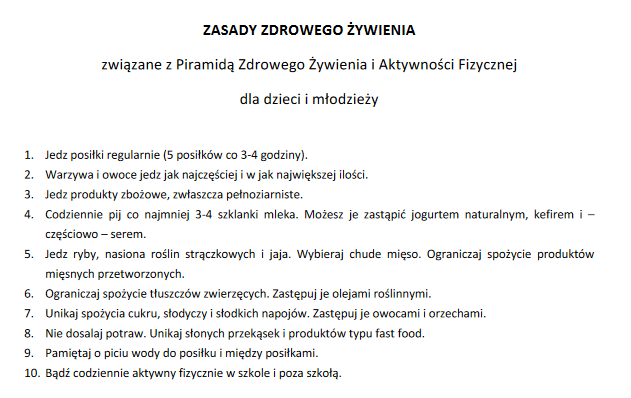 ZASADY ZDROWEGO ŻYWIENIA
związane z Piramidą Zdrowego Żywienia i Aktywności Fizycznej
dla dzieci i młodzieży
1. Jedz posiłki regularnie (5 posiłków co 3-4 godziny).
2. Warzywa i owoce jedz jak najczęściej i w jak największej ilości.
3. Jedz produkty zbożowe, zwłaszcza pełnoziarniste.
4. Codziennie pij co najmniej 3-4 szklanki mleka. Możesz je zastąpić jogurtem naturalnym, kefirem i –
częściowo – serem.
5. Jedz ryby, nasiona roślin strączkowych i jaja. Wybieraj chude mięso. Ograniczaj spożycie produktów
mięsnych przetworzonych.
6. Ograniczaj spożycie tłuszczów zwierzęcych. Zastępuj je olejami roślinnymi.
7. Unikaj spożycia cukru, słodyczy i słodkich napojów. Zastępuj je owocami i orzechami.
8. Nie dosalaj potraw. Unikaj słonych przekąsek i produktów typu fast food.
9. Pamiętaj o piciu wody do posiłku i między posiłkami.
10. Bądź codziennie aktywny fizycznie w szkole i poza szkołą.